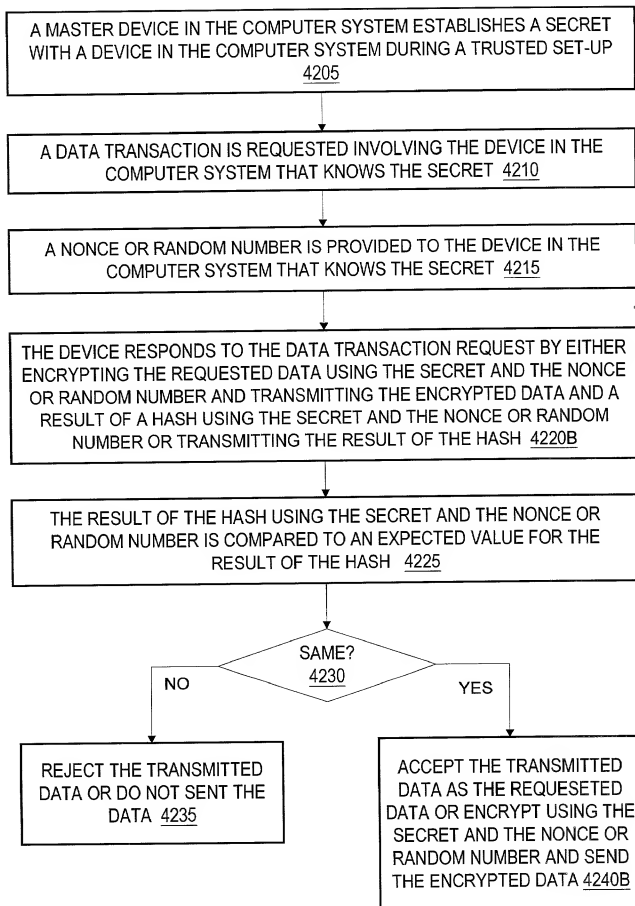 A MASTER DEVICE IN THE COMPUTER SYSTEM ESTABLISHES A SECRET
WITH A DEVICE IN THE COMPUTER SYSTEM DURING A TRUSTED SET-UP
4205
A DATA TRANSACTION IS REQUESTED INVOLVING THE DEVICE IN THE
COMPUTER SYSTEM THAT KNOWS THE SECRET 4210
A NONCE OR RANDOM NUMBER IS PROVIDED TO THE DEVICE IN THE
COMPUTER SYSTEM THAT KNOWS THE SECRET 4215
THE DEVICE RESPONDS TO THE DATA TRANSACTION REQUEST BY EITHER
ENCRYPTING THE REQUESTED DATA USING THE SECRET AND THE NONCE
OR RANDOM NUMBER AND TRANSMITTING THE ENCRYPTED DATA AND A
RESULT OF A HASH USING THE SECRET AND THE NONCE OR RANDOM
NUMBER OR TRANSMITTING THE RESULT OF THE HASH 4220B
THE RESULT OF THE HASH USING THE SECRET AND THE NONCE OR
RANDOM NUMBER IS COMPARED TO AN EXPECTED VALUE FOR THE
RESULT OF THE HASH 4225
SAME?
4230
NO
YES
REJECT THE TRANSMITTED
DATA OR DO NOT SENT THE
DATA 4235
ACCEPT THE TRANSMITTED
DATA AS THE REQUESETED
DATA OR ENCRYPT USING THE
SECRET AND THE NONCE OR
RANDOM NUMBER AND SEND
THE ENCRYPTED DATA 4240B